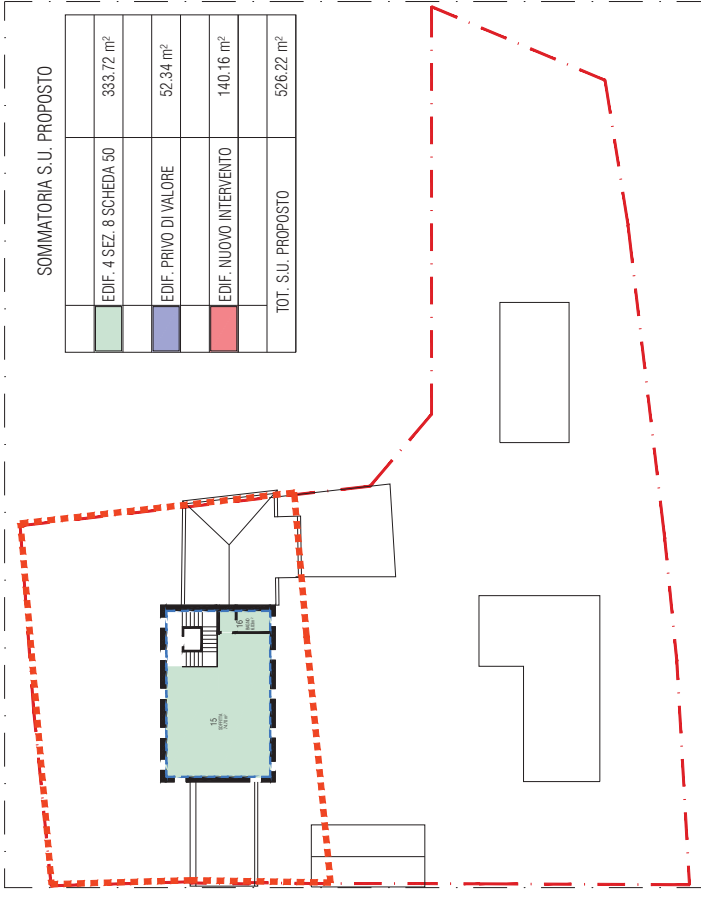 SOMMATORIA S.U. PROPOSTO
EDIF. 4 SEZ. 8 SCHEDA 50 333.72 m²
EDIF. PRIVO DI VALORE 52.34 m²
EDIF. NUOVO INTERVENTO 140.16 m²
TOT. S.U. PROPOSTO 526.22 m²
15
SOFFITTA
16